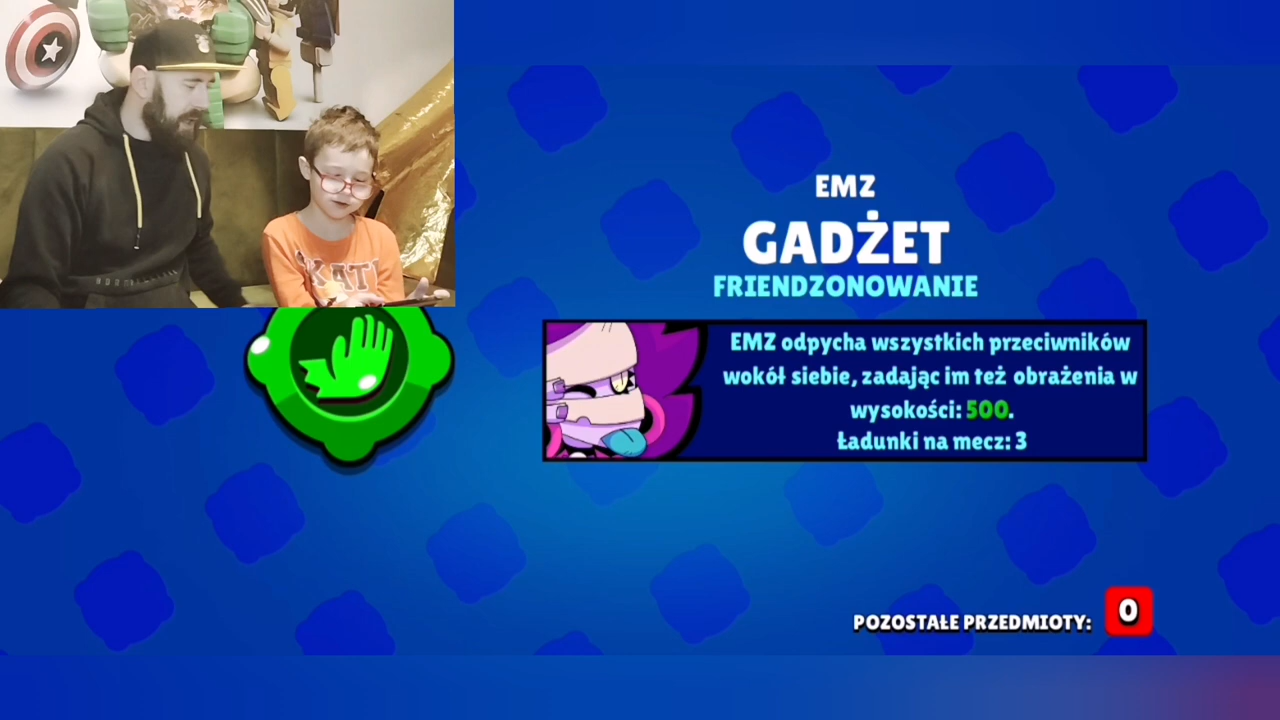 EMZ
GADŻET
FRIENDZONOWANIE
EMZ odpycha wszystkich przeciwników
wokół siebie, zadając im też obrażenia w
wysokości: 500.
Ładunki na mecz: 3
POZOSTAŁE PRZEDMIOTY: 0